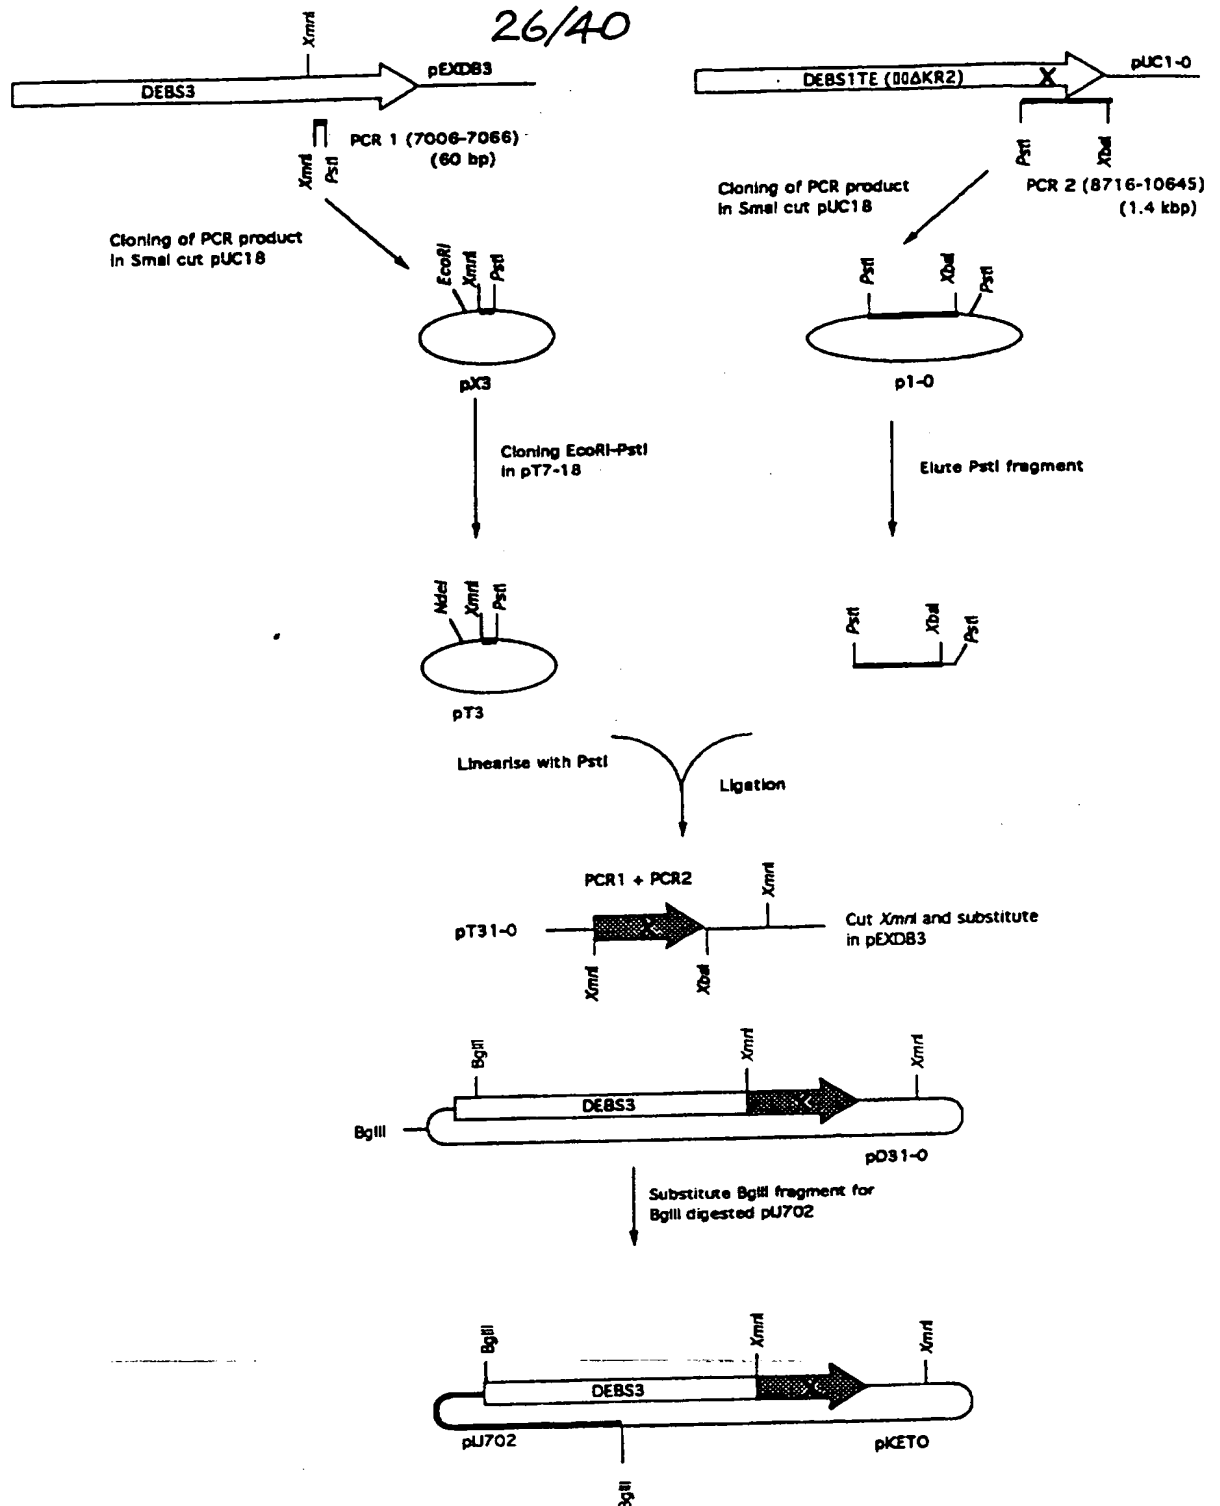 26/40
XmnI
pEXDB3
DEBS3
PCR 1 (7006-7066)
(60 bp)
XmnI
PstI
Cloning of PCR product
in SmaI cut pUC18
pUC1-0
DEBS1TE (▯▯ΔKR2)
X
PstI
XbaI
PCR 2 (8716-10645)
(1.4 kbp)
Cloning of PCR product
in SmaI cut pUC18
EcoRI
XmnI
PstI
pX3
PstI
XbaI
PstI
p1-0
Cloning EcoRI-PstI
in pT7-18
Elute PstI fragment
NdeI
XmnI
PstI
pT3
PstI
XbaI
PstI
Linearise with PstI
Ligation
PCR1 + PCR2
XmnI
pT31-0
X
XmnI
XbaI
Cut XmnI and substitute
in pEXDB3
BglII
XmnI
XmnI
DEBS3
X
BglII
pD31-0
Substitute BglII fragment for
BglII digested pIJ702
BglII
XmnI
XmnI
DEBS3
X
pIJ702
pKETO
BglII